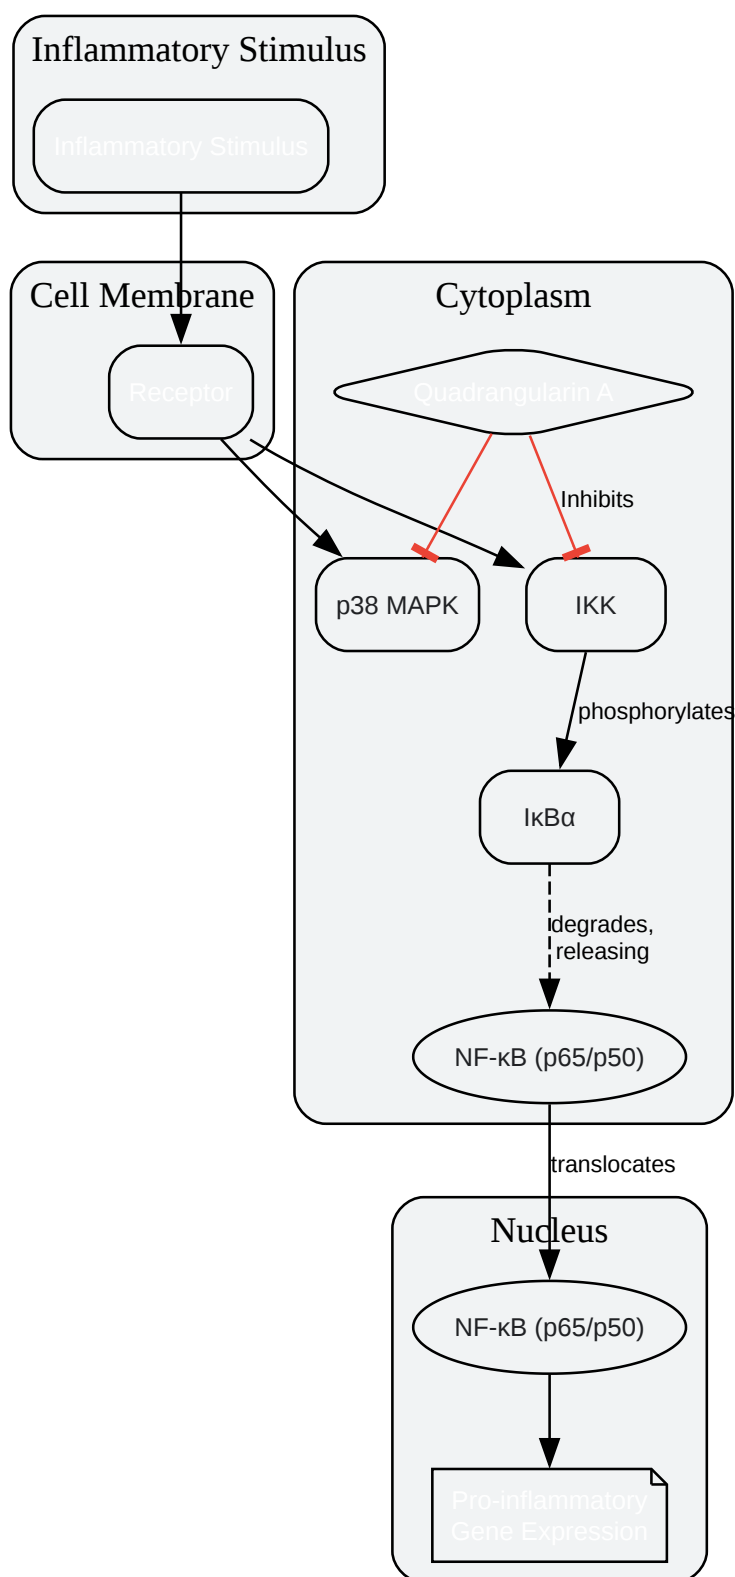 Inflammatory Stimulus
Inflammatory Stimulus
Cell Membrane
Cytoplasm
Receptor
Quadrangularin A
Inhibits
p38 MAPK
IKK
phosphorylates
IκBα
degrades,
releasing
NF-κB (p65/p50)
translocates
Nucleus
NF-κB (p65/p50)
Pro-inflammatory
Gene Expression